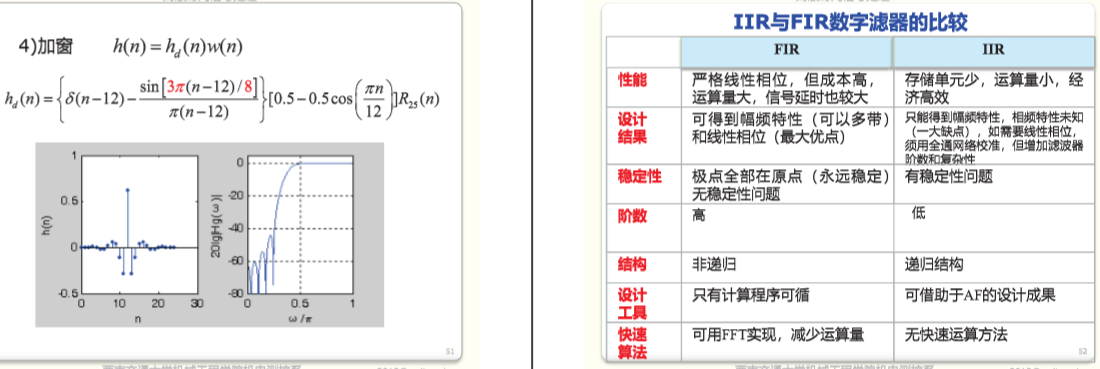 4)加窗 h(n)=h_d(n)w(n)
h_d(n)={δ(n−12)−sin[3π(n−12)/8]/π(n−12)}[0.5−0.5cos(πn/12)]R_25(n)
1
0.5
0
-0.5
0 10 20 30
n
h(n)
0
-20
-40
-60
-80
0 0.5 1
ω/π
20lg|Hg(ω)|
51
IIR与FIR数字滤器的比较
FIR IIR
性能 严格线性相位，但成本高，
运算量大，信号延时也较大
存储单元少，运算量小，经
济高效
设计
结果
可得到幅频特性（可以多带）
和线性相位（最大优点）
只能得到幅频特性，相频特性未知
（一大缺点），如需要线性相位，
须用全通网络校准，但增加滤波器
阶数和复杂性
稳定性 极点全部在原点（永远稳定）
无稳定性问题
有稳定性问题
阶数 高 低
结构 非递归 递归结构
设计
工具
只有计算程序可循 可借助于AF的设计成果
快速
算法
可用FFT实现，减少运算量 无快速运算方法
52